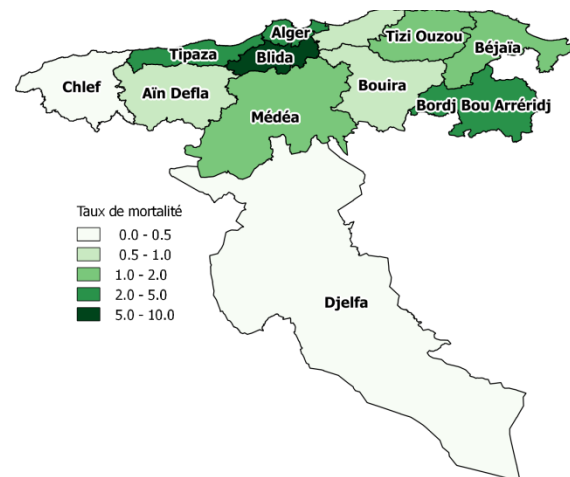 Alger
Tizi Ouzou
Tipaza
Béjaïa
Blida
Chlef
Aïn Defla
Bouira
Bordj Bou Arréridj
Médéa
Taux de mortalité
0.0 - 0.5
0.5 - 1.0
1.0 - 2.0
2.0 - 5.0
5.0 - 10.0
Djelfa